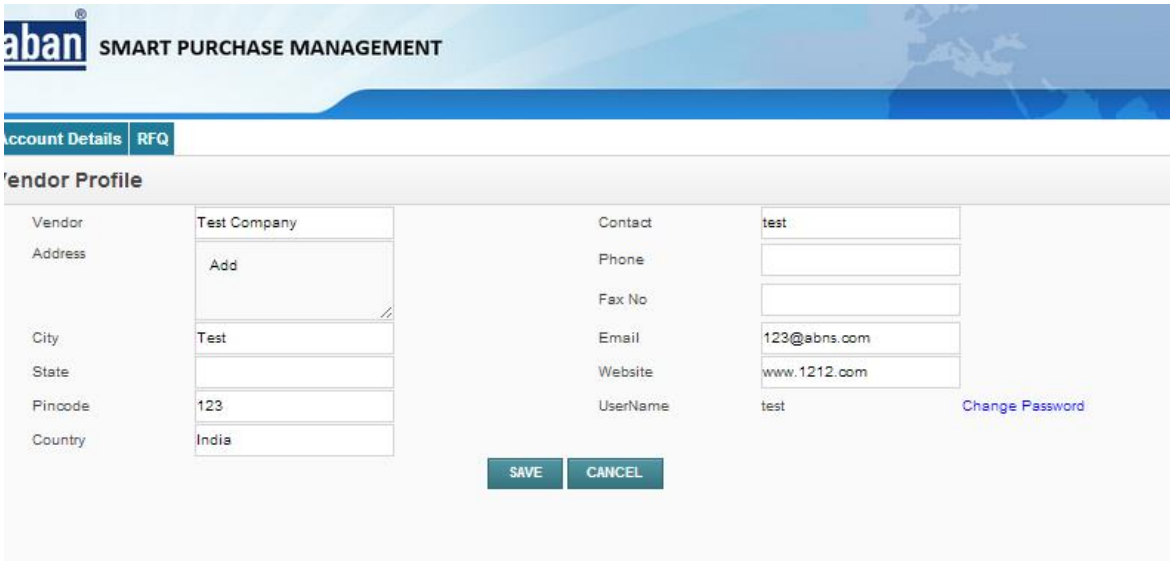 aban® SMART PURCHASE MANAGEMENT
Account Details RFQ
Vendor Profile
Vendor Test Company Contact test
Address Add Phone
Fax No
City Test Email 123@abns.com
State Website www.1212.com
Pincode 123 UserName test Change Password
Country India
SAVE CANCEL